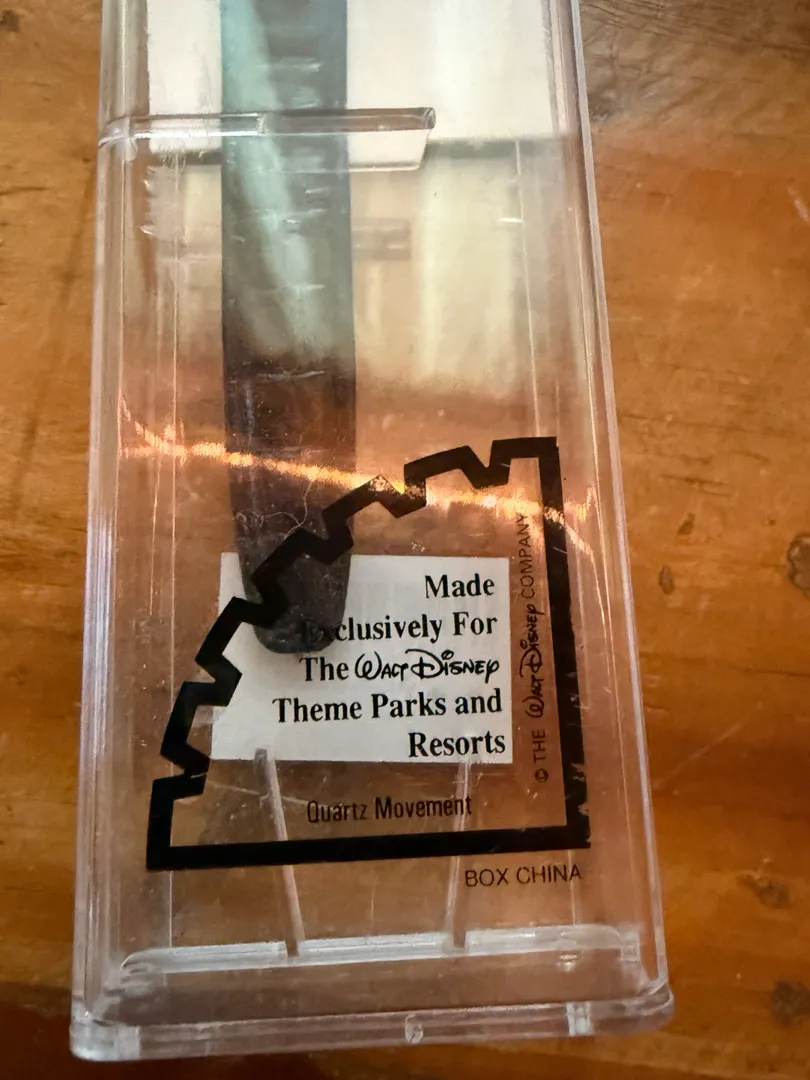 Made
Exclusively For
The Walt Disney
Theme Parks and
Resorts
© THE Walt Disney COMPANY
Quartz Movement
BOX CHINA